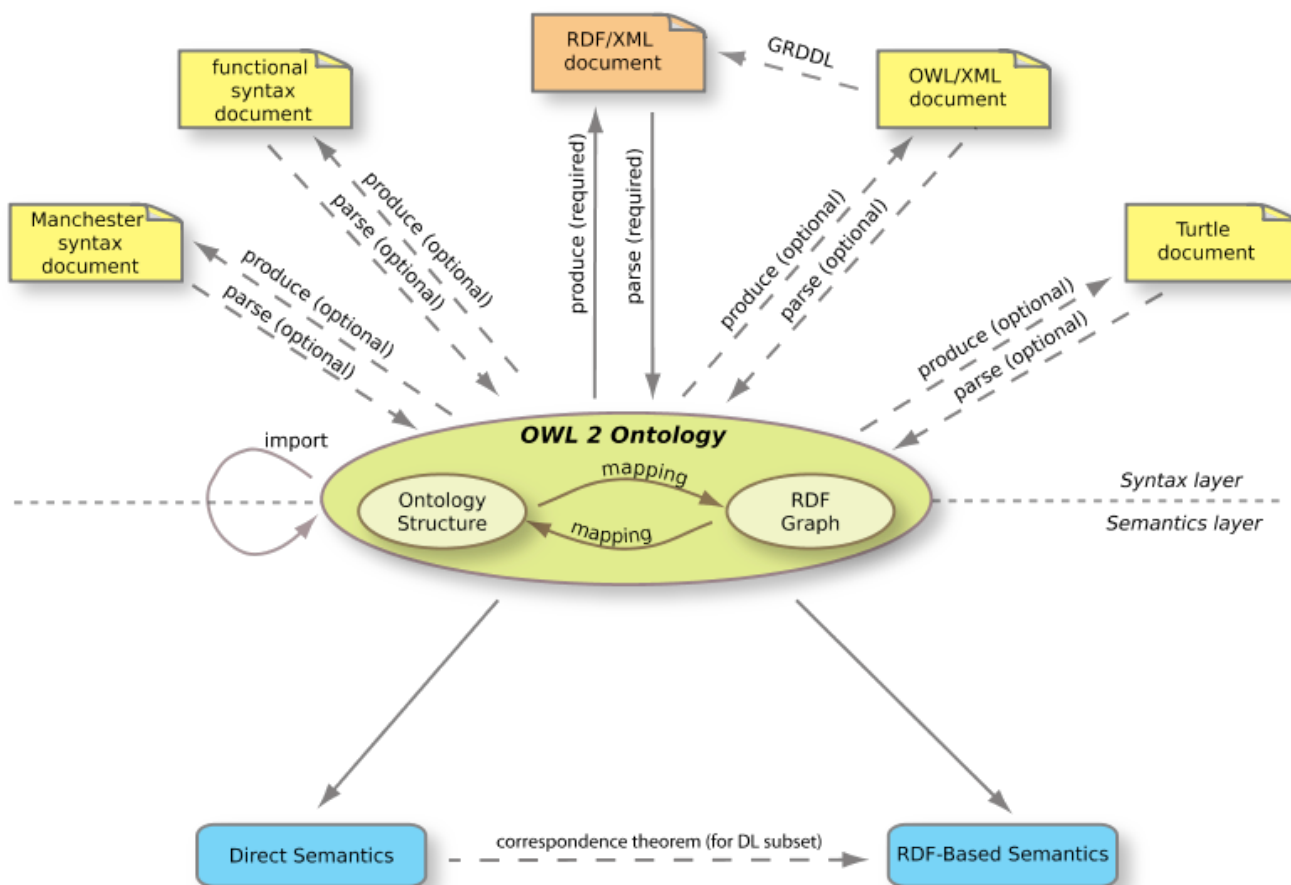 RDF/XML
document
GRDDL
functional
syntax
document
OWL/XML
document
Manchester
syntax
document
Turtle
document
produce (optional)
parse (optional)
produce (optional)
parse (optional)
produce (required)
parse (required)
produce (optional)
parse (optional)
produce (optional)
parse (optional)
import
OWL 2 Ontology
Ontology
Structure
mapping
mapping
RDF
Graph
Syntax layer
Semantics layer
Direct Semantics
correspondence theorem (for DL subset)
RDF-Based Semantics